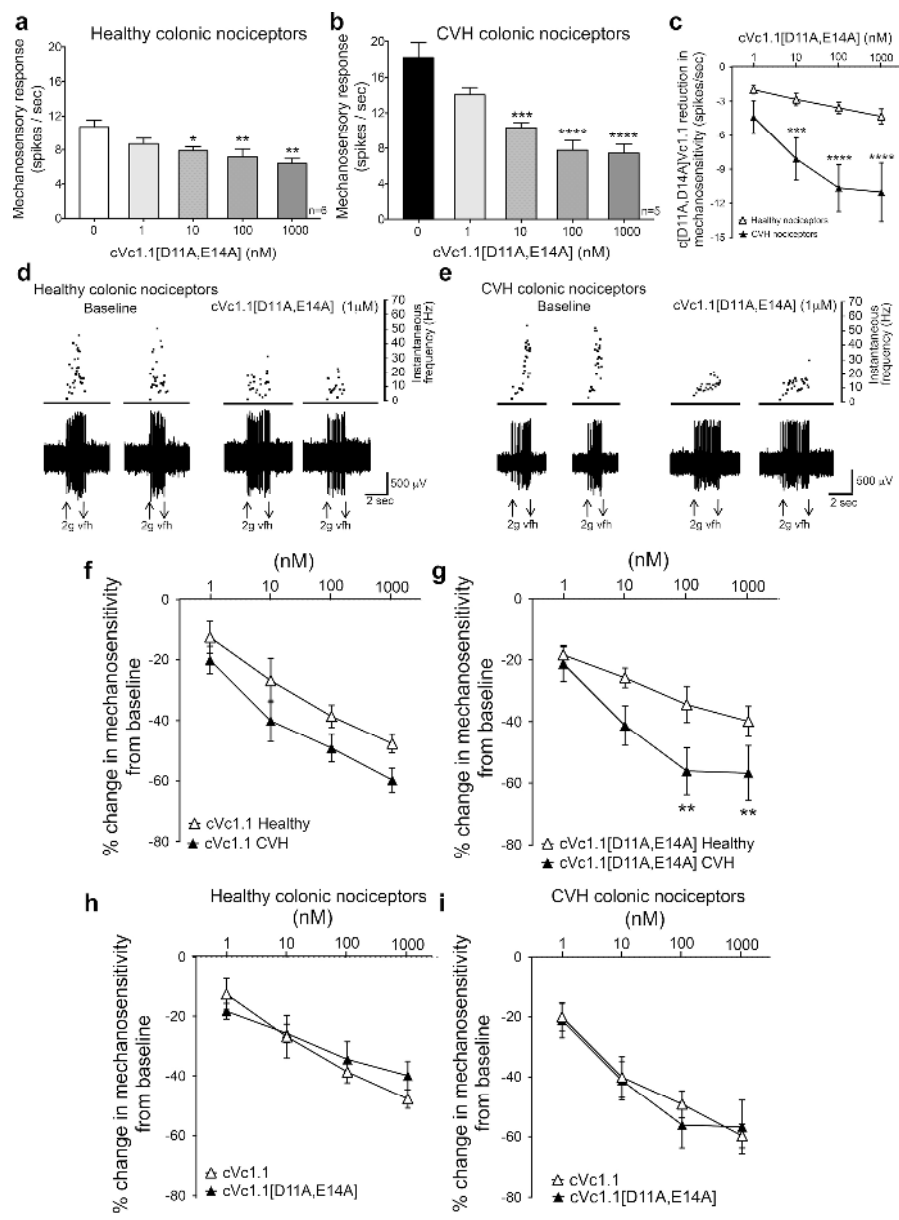 a
Healthy colonic nociceptors
Mechanosensory response
(spikes / sec)
20
16
12
8
4
0
*
**
**
n=6
0 1 10 100 1000
cVc1.1[D11A,E14A] (nM)
b
CVH colonic nociceptors
Mechanosensory response
(spikes / sec)
20
16
12
8
4
0
***
****
****
n=5
0 1 10 100 1000
cVc1.1[D11A,E14A] (nM)
c
cVc1.1[D11A,E14A] (nM)
1 10 100 1000
c[D11A,D14A]Vc1.1 reduction in
mechanosensitivity (spikes/sec)
0
-3
-6
-9
-12
-15
***
****
****
Healthy nociceptors
CVH nociceptors
d
Healthy colonic nociceptors
Baseline
cVc1.1[D11A,E14A] (1µM)
70
60
50
40
30
20
10
0
Instantaneous
frequency (Hz)
500 µV
2 sec
2g vfh 2g vfh 2g vfh 2g vfh
e
CVH colonic nociceptors
Baseline
cVc1.1[D11A,E14A] (1µM)
70
60
50
40
30
20
10
0
Instantaneous
frequency (Hz)
500 µV
2 sec
2g vfh 2g vfh 2g vfh 2g vfh
f
(nM)
1 10 100 1000
% change in mechanosensitivity
from baseline
0
-20
-40
-60
-80
cVc1.1 Healthy
cVc1.1 CVH
g
(nM)
1 10 100 1000
% change in mechanosensitivity
from baseline
0
-20
-40
-60
-80
** **
cVc1.1[D11A,E14A] Healthy
cVc1.1[D11A,E14A] CVH
h
Healthy colonic nociceptors
(nM)
1 10 100 1000
% change in mechanosensitivity
from baseline
0
-20
-40
-60
-80
cVc1.1
cVc1.1[D11A,E14A]
i
CVH colonic nociceptors
(nM)
1 10 100 1000
% change in mechanosensitivity
from baseline
0
-20
-40
-60
-80
cVc1.1
cVc1.1[D11A,E14A]